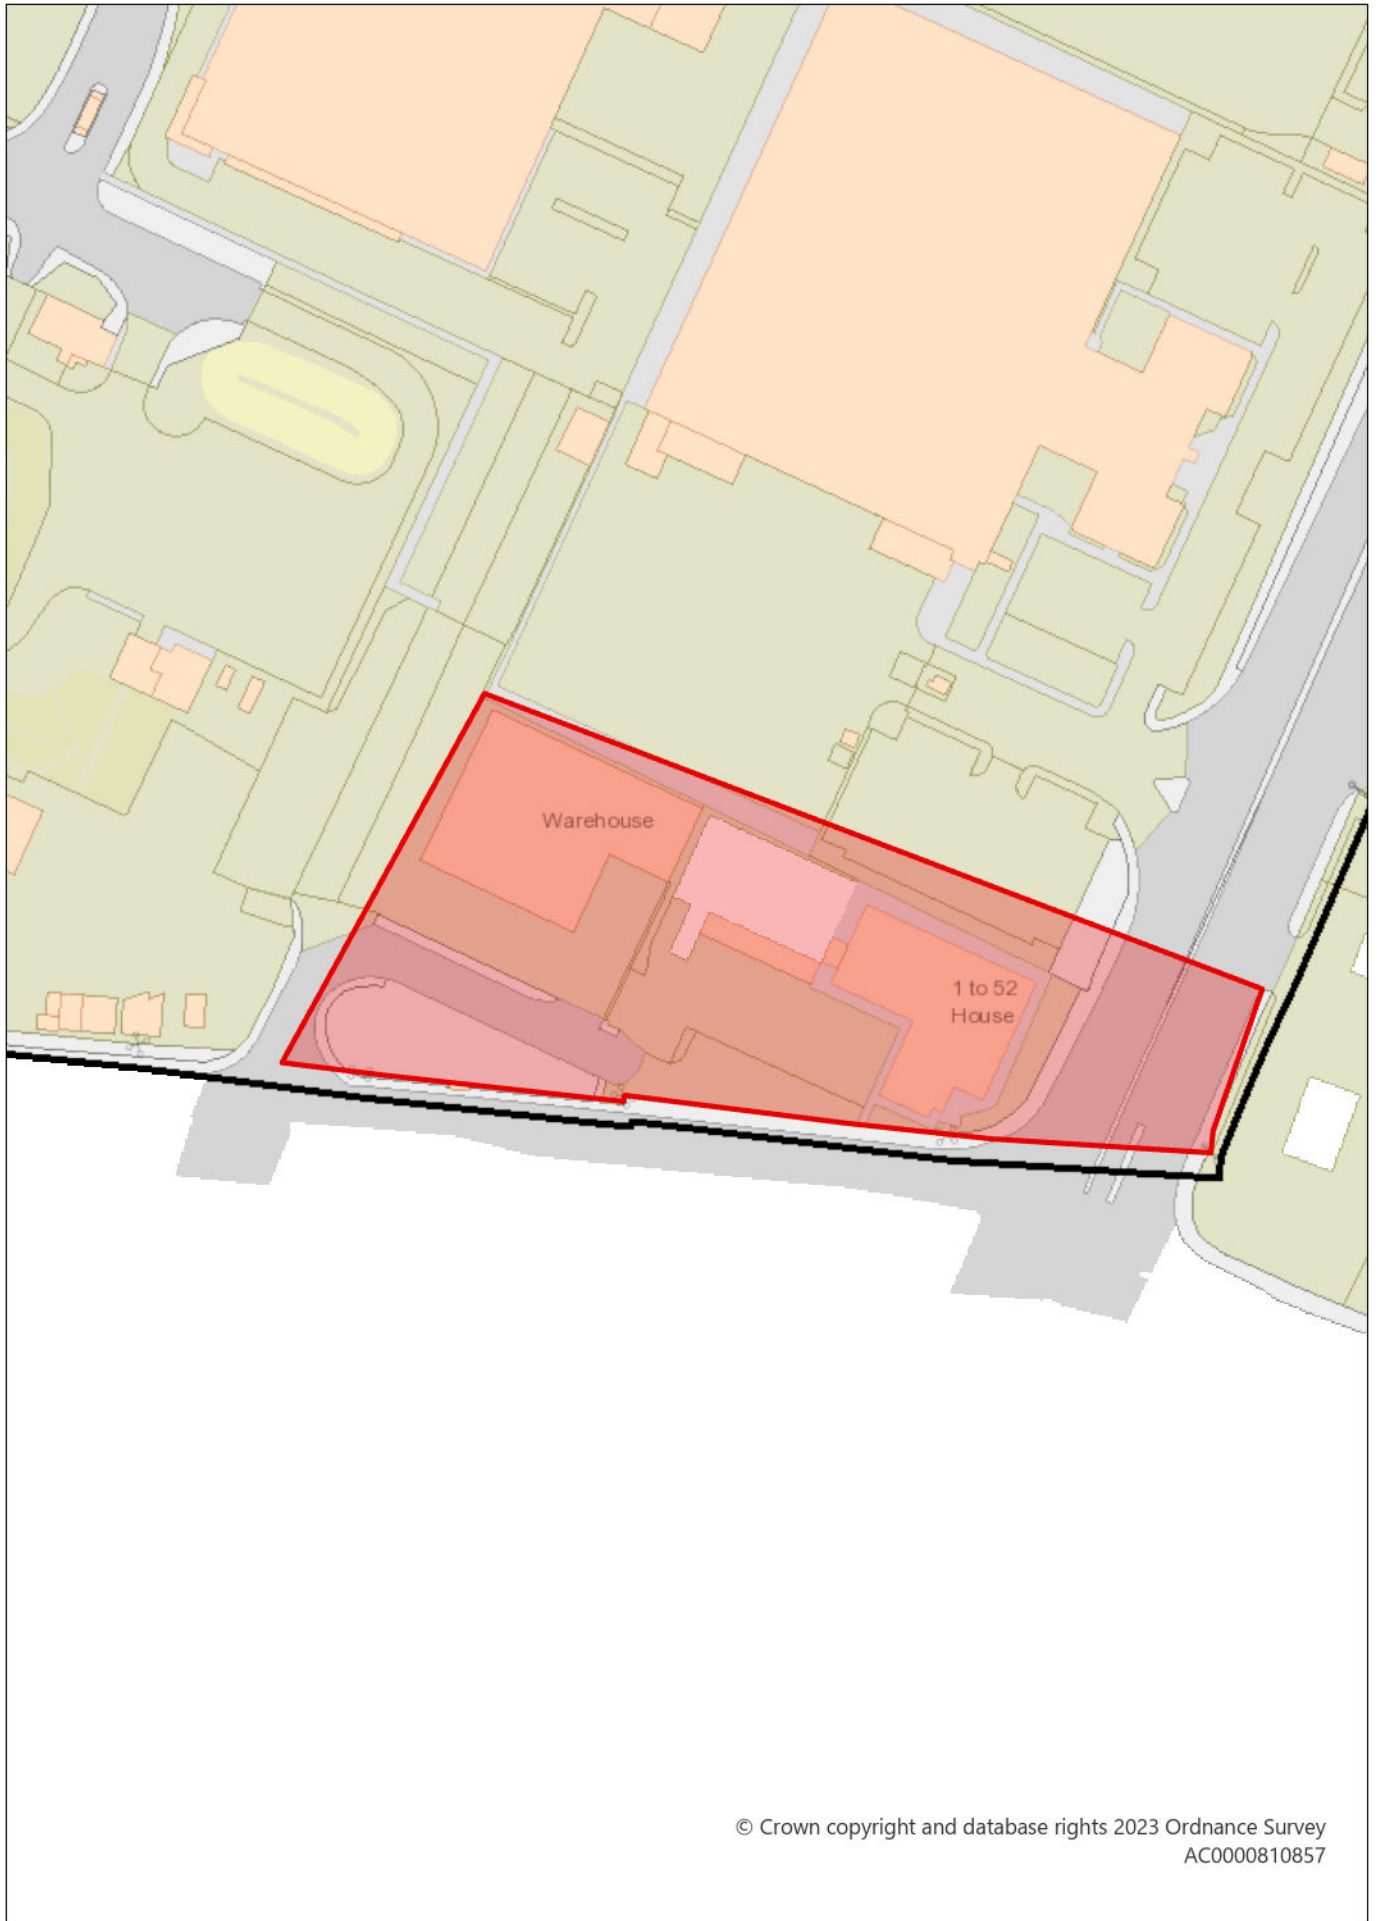 Warehouse
1 to 52
House
© Crown copyright and database rights 2023 Ordnance Survey
AC0000810857